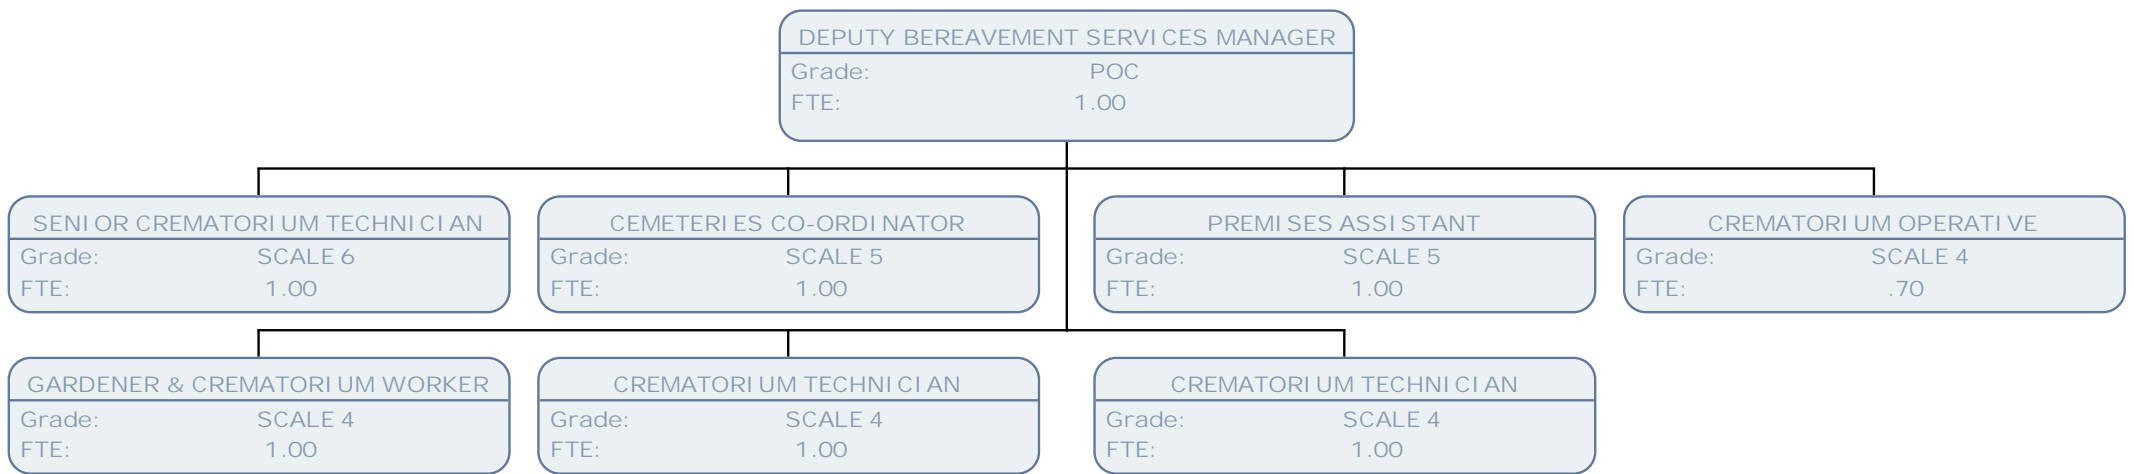 DEPUTY BEREAVEMENT SERVICES MANAGER
Grade: POC
FTE: 1.00
SENIOR CREMATORIUM TECHNICIAN
Grade: SCALE 6
FTE: 1.00
CEMETERIES CO-ORDINATOR
Grade: SCALE 5
FTE: 1.00
PREMISES ASSISTANT
Grade: SCALE 5
FTE: 1.00
CREMATORIUM OPERATIVE
Grade: SCALE 4
FTE: .70
GARDENER & CREMATORIUM WORKER
Grade: SCALE 4
FTE: 1.00
CREMATORIUM TECHNICIAN
Grade: SCALE 4
FTE: 1.00
CREMATORIUM TECHNICIAN
Grade: SCALE 4
FTE: 1.00